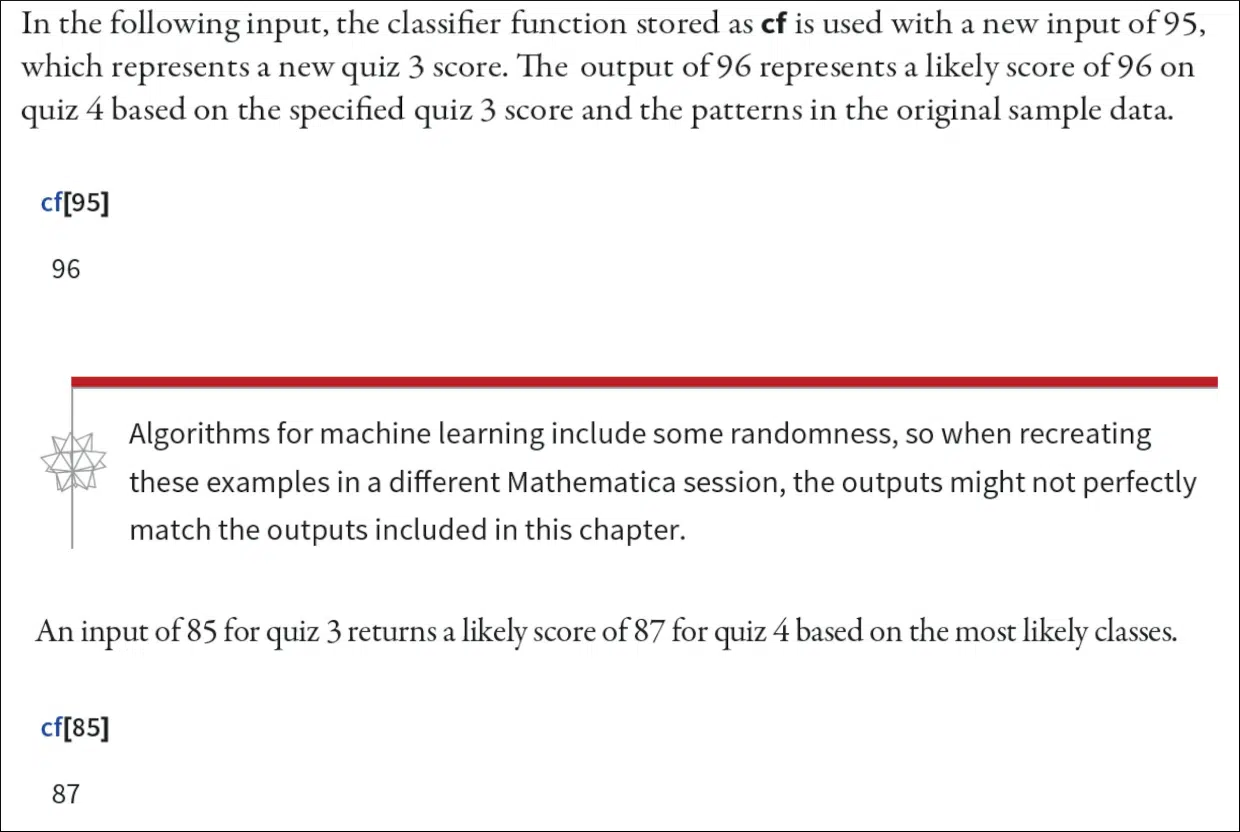 In the following input, the classifier function stored as cf is used with a new input of 95,
which represents a new quiz 3 score. The output of 96 represents a likely score of 96 on
quiz 4 based on the specified quiz 3 score and the patterns in the original sample data.
cf[95]
96
Algorithms for machine learning include some randomness, so when recreating
these examples in a different Mathematica session, the outputs might not perfectly
match the outputs included in this chapter.
An input of 85 for quiz 3 returns a likely score of 87 for quiz 4 based on the most likely classes.
cf[85]
87